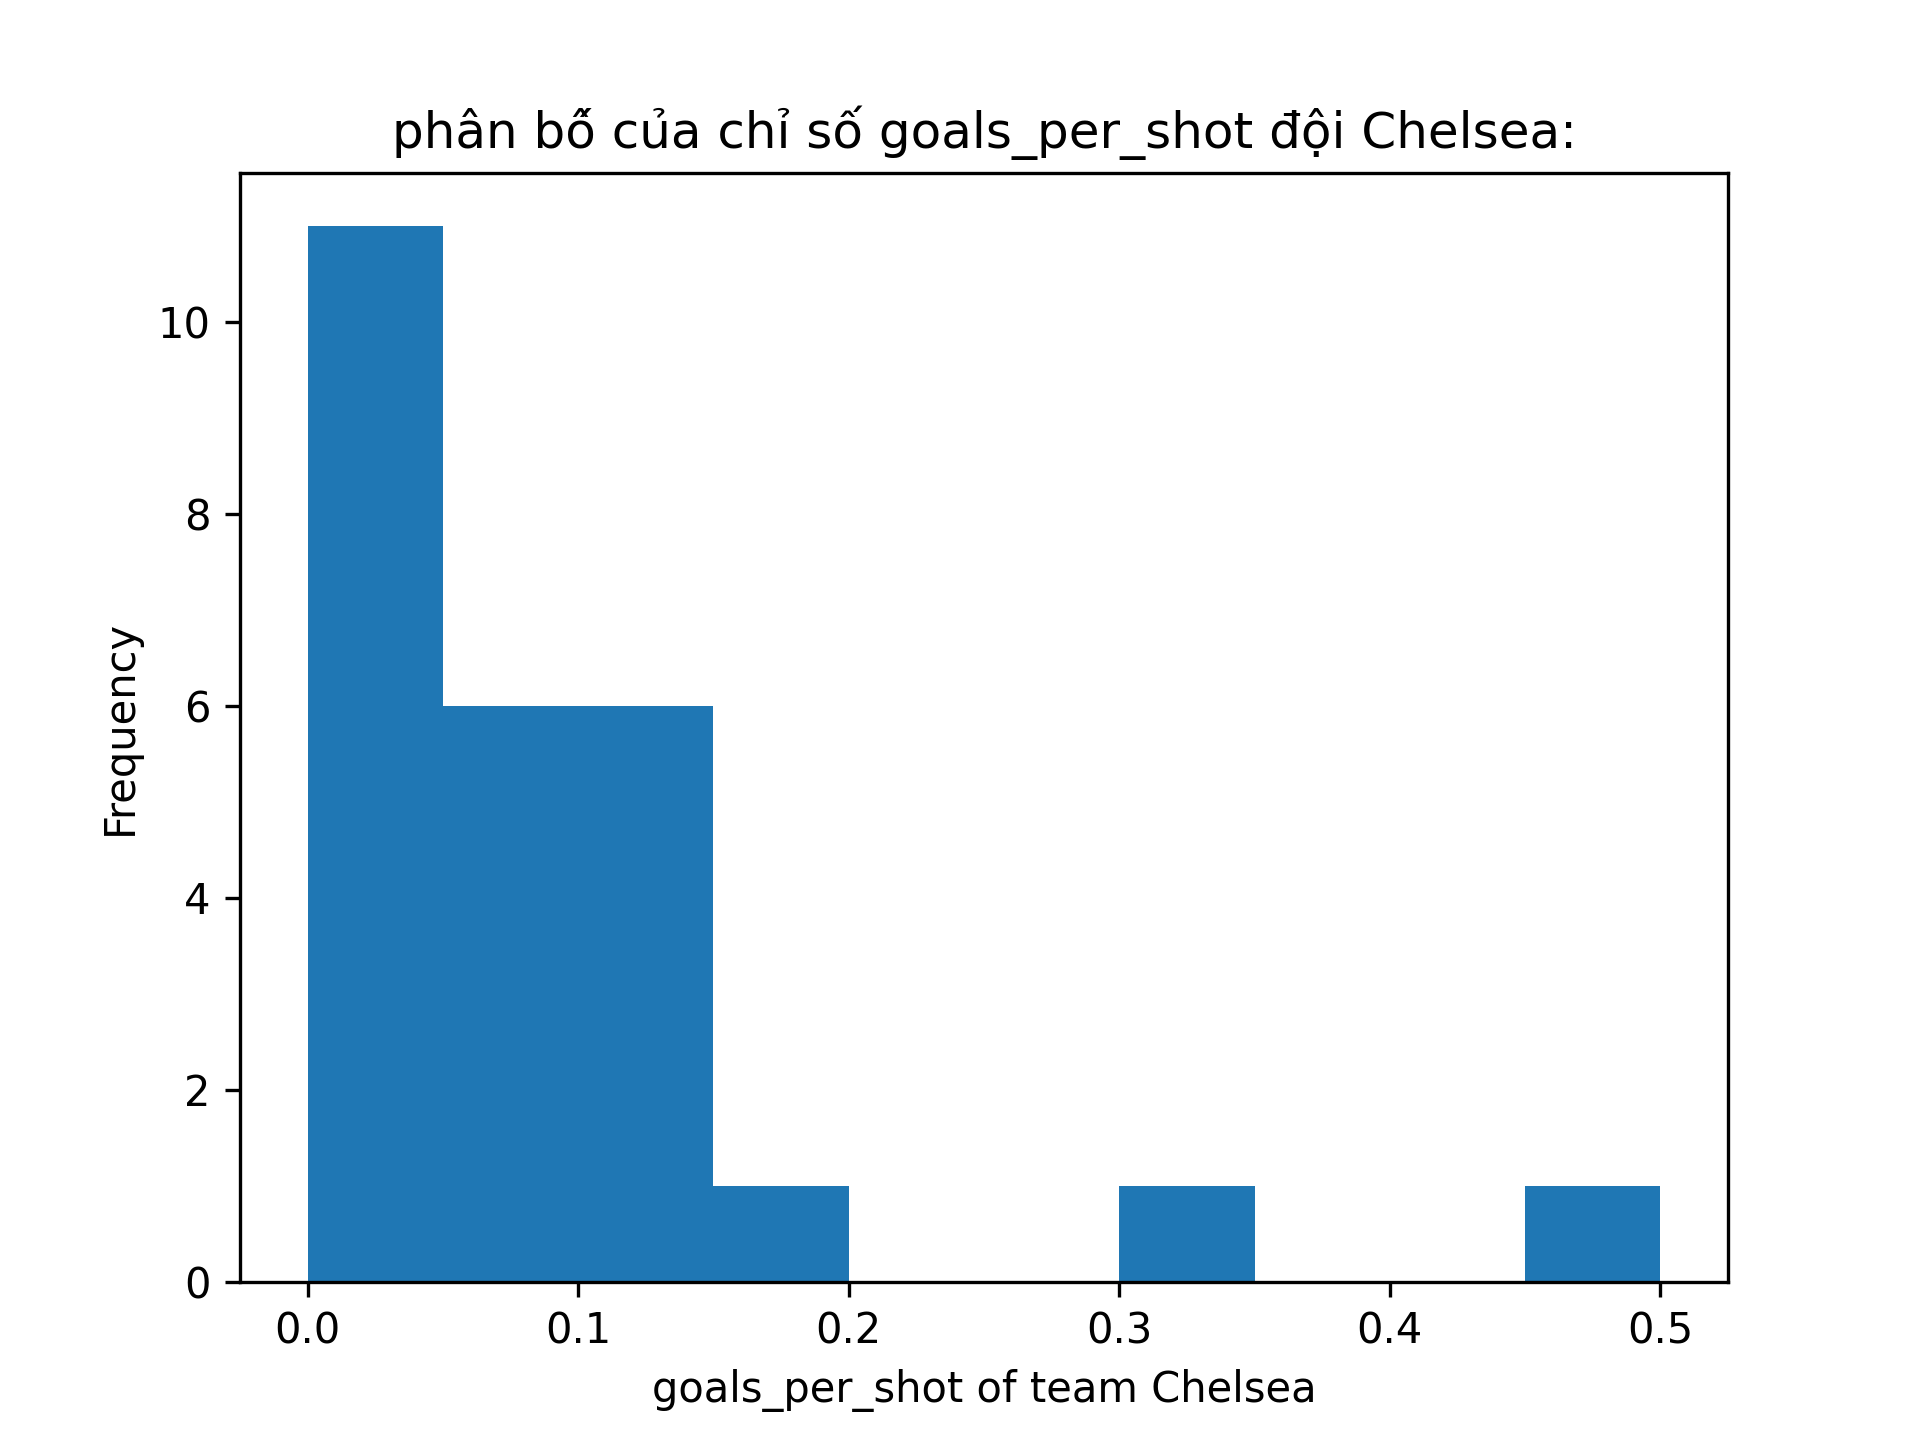 phân bố của chỉ số goals_per_shot đội Chelsea:
10
8
6
4
2
0
Frequency
0.0 0.1 0.2 0.3 0.4 0.5
goals_per_shot of team Chelsea